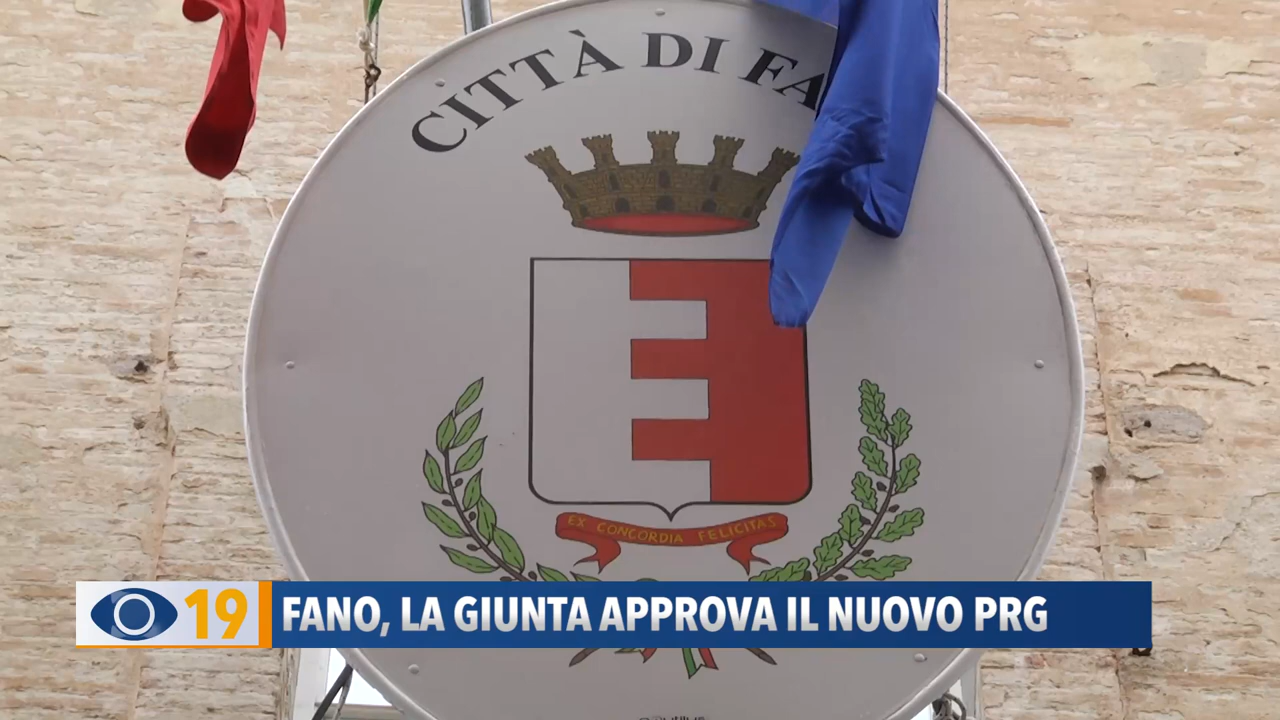 CITTÀ DI FA
EX CONCORDIA FELICITAS
19 FANO, LA GIUNTA APPROVA IL NUOVO PRG